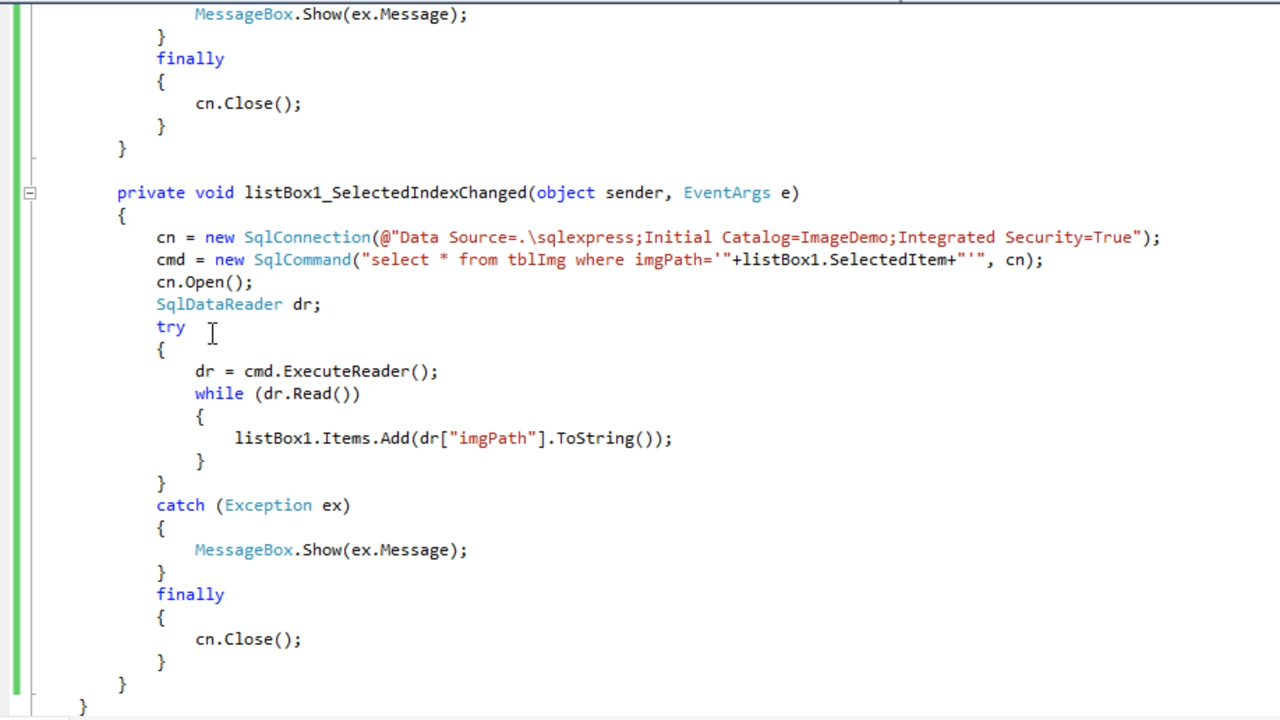 MessageBox.Show(ex.Message);
}
finally
{
cn.Close();
}
}
private void listBox1_SelectedIndexChanged(object sender, EventArgs e)
{
cn = new SqlConnection(@"Data Source=.\sqlexpress;Initial Catalog=ImageDemo;Integrated Security=True");
cmd = new SqlCommand("select * from tblImg where imgPath='"+listBox1.SelectedItem+"'", cn);
cn.Open();
SqlDataReader dr;
try
{
dr = cmd.ExecuteReader();
while (dr.Read())
{
listBox1.Items.Add(dr["imgPath"].ToString());
}
}
catch (Exception ex)
{
MessageBox.Show(ex.Message);
}
finally
{
cn.Close();
}
}
}